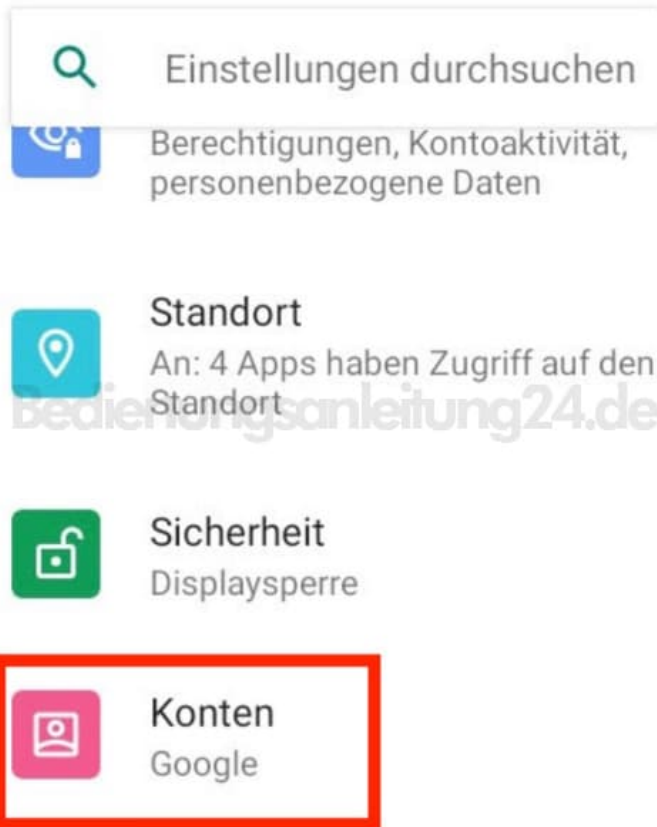 Einstellungen durchsuchen
Berechtigungen, Kontoaktivität,
personenbezogene Daten
Standort
An: 4 Apps haben Zugriff auf den
Standort
Bedienungsanleitung24.de
Sicherheit
Displaysperre
Konten
Google